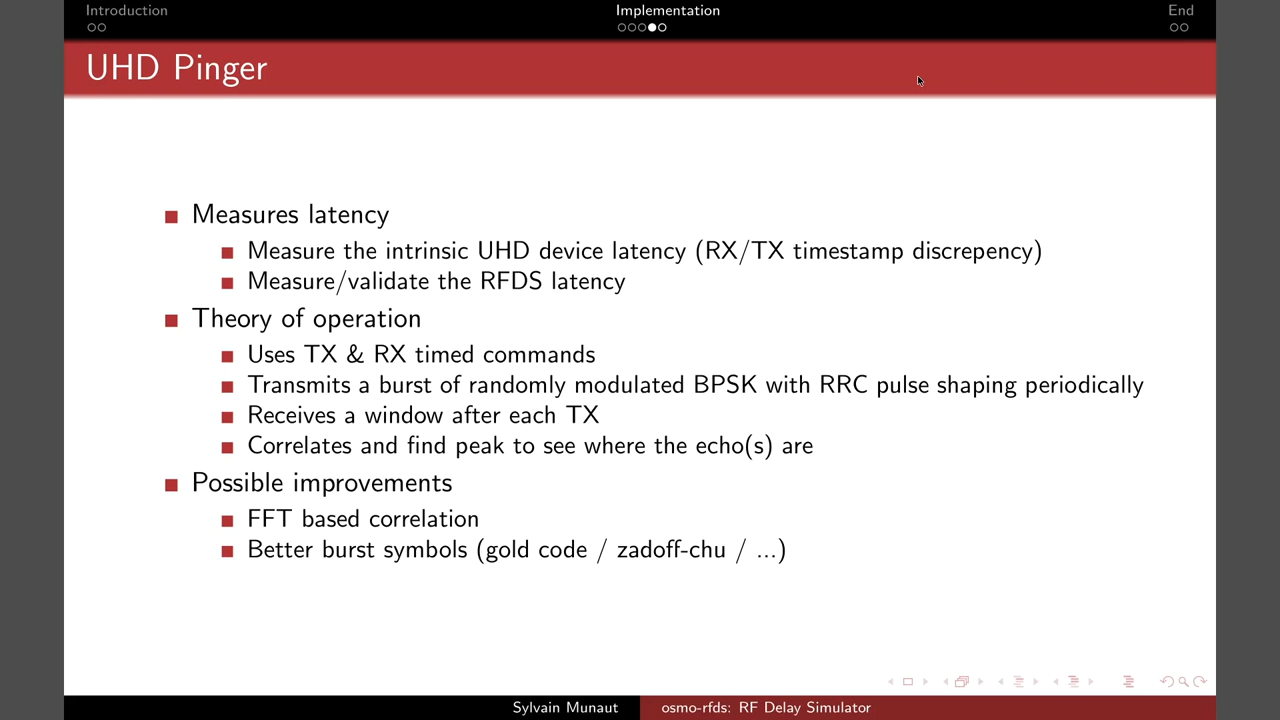 Introduction
Implementation
End
UHD Pinger
Measures latency
Measure the intrinsic UHD device latency (RX/TX timestamp discrepency)
Measure/validate the RFDS latency
Theory of operation
Uses TX & RX timed commands
Transmits a burst of randomly modulated BPSK with RRC pulse shaping periodically
Receives a window after each TX
Correlates and find peak to see where the echo(s) are
Possible improvements
FFT based correlation
Better burst symbols (gold code / zadoff-chu / ...)
Sylvain Munaut
osmo-rfds: RF Delay Simulator